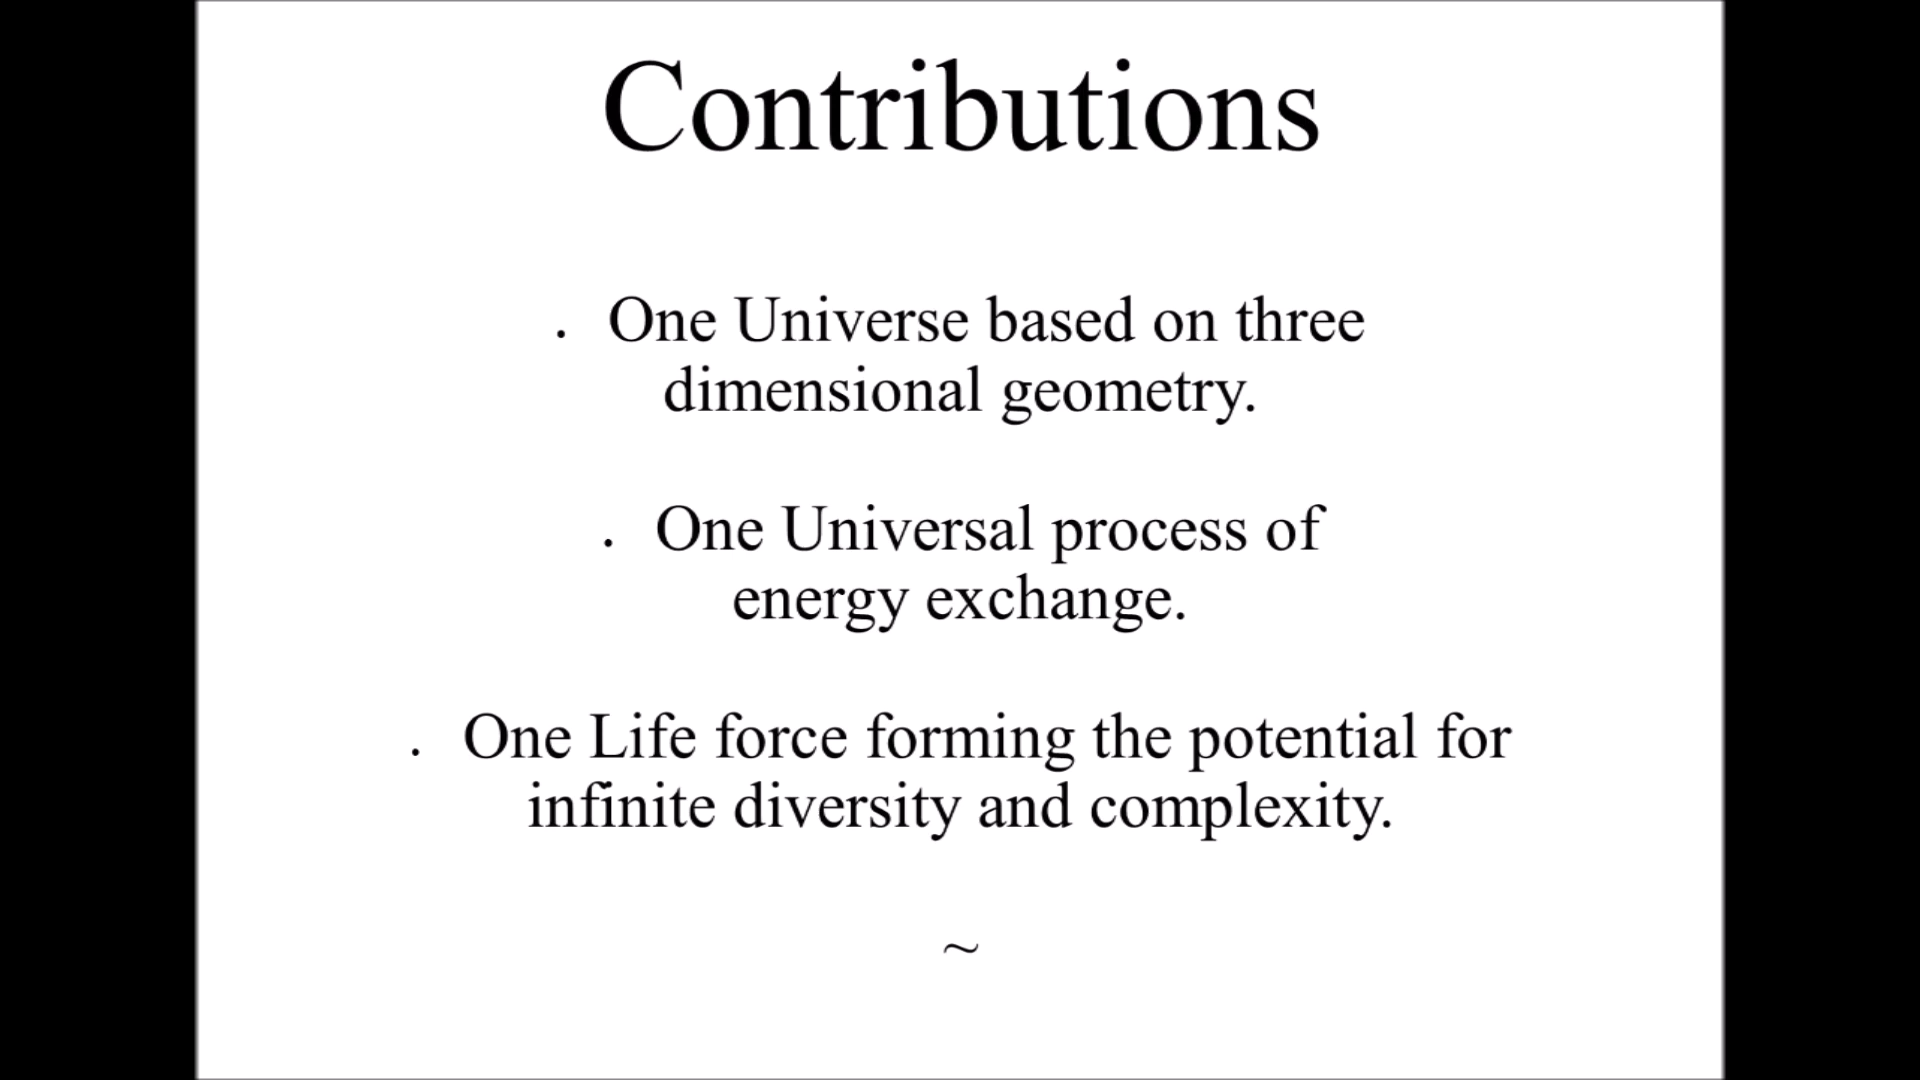 Contributions
. One Universe based on three
dimensional geometry.
. One Universal process of
energy exchange.
. One Life force forming the potential for
infinite diversity and complexity.
~